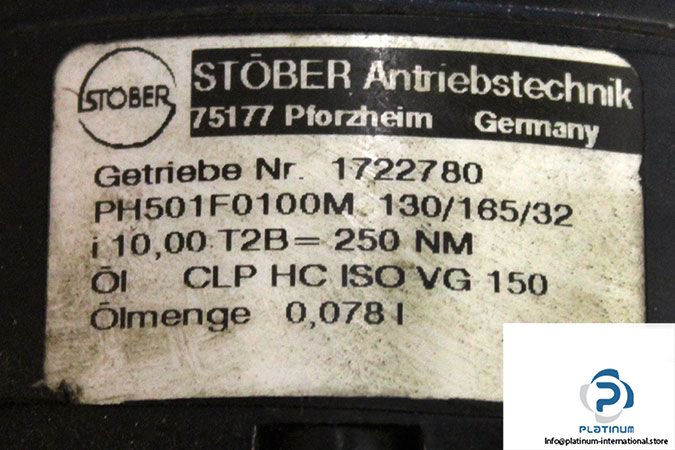 STÖBER
STÖBER Antriebstechnik
75177 Pforzheim Germany
Getriebe Nr. 1722780
PH501F0100M 130/165/32
i 10,00 T2B= 250 NM
Öl CLP HC ISO VG 150
Ölmenge 0,078 l
PLATINUM
Info@platinum-international.store